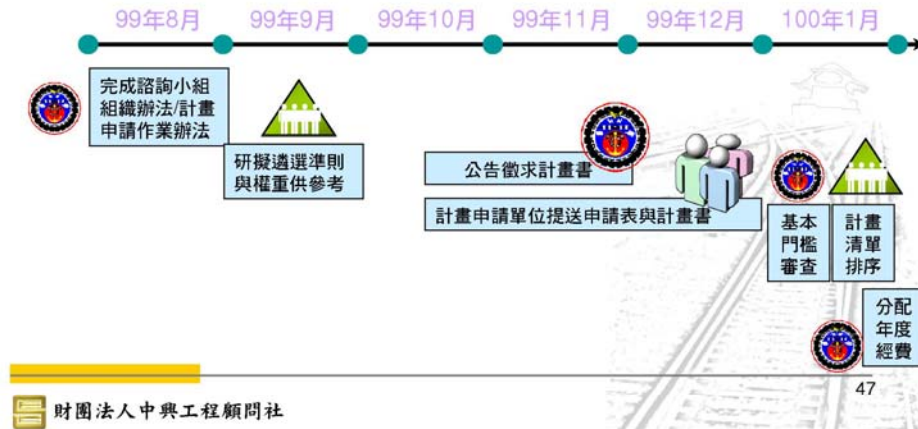 99年8月 99年9月 99年10月 99年11月 99年12月 100年1月
完成諮詢小組
組織辦法/計畫
申請作業辦法
研擬遴選準則
與權重供參考
公告徵求計畫書
計畫申請單位提送申請表與計畫書
基本
門檻
審查
計畫
清單
排序
分配
年度
經費
47
財團法人中興工程顧問社